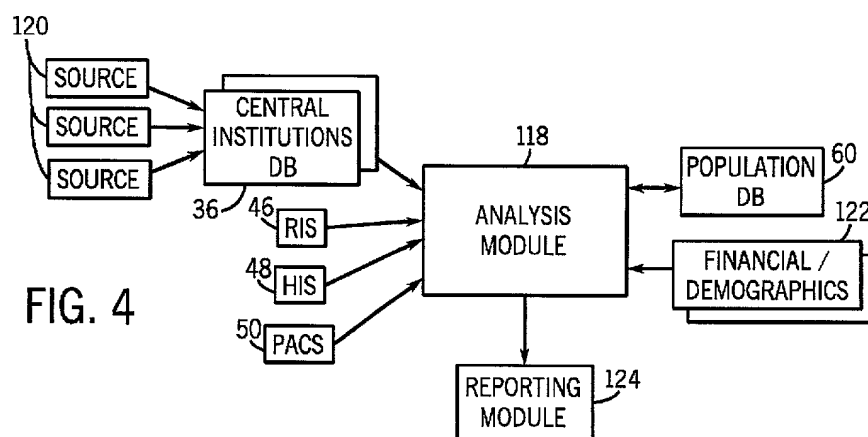 120
SOURCE
SOURCE
SOURCE
CENTRAL
INSTITUTIONS
DB
36
46
RIS
48
HIS
50
PACS
118
ANALYSIS
MODULE
POPULATION
DB
60
122
FINANCIAL /
DEMOGRAPHICS
REPORTING
MODULE
124
FIG. 4